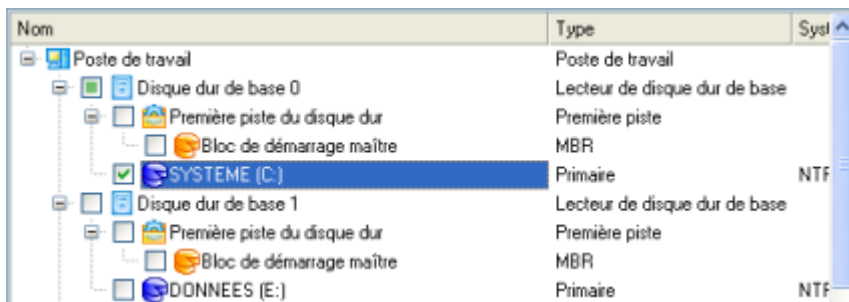 Nom Type Syst
Poste de travail Poste de travail
Disque dur de base 0 Lecteur de disque dur de base
Première piste du disque dur Première piste
Bloc de démarrage maître MBR
SYSTEME (C:) Primaire NTF
Disque dur de base 1 Lecteur de disque dur de base
Première piste du disque dur Première piste
Bloc de démarrage maître MBR
DONNEES (E:) Primaire NTF